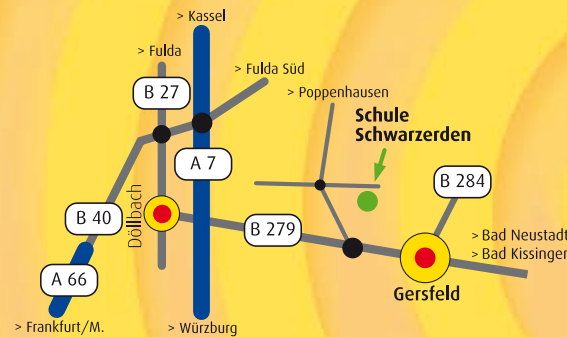 > Kassel
> Fulda
> Fulda Süd
B 27
> Poppenhausen
Schule
Schwarzerden
A 7
B 284
Döllbach
B 40
B 279
> Bad Neustadt
> Bad Kissingen
A 66
Gersfeld
> Frankfurt/M.
> Würzburg